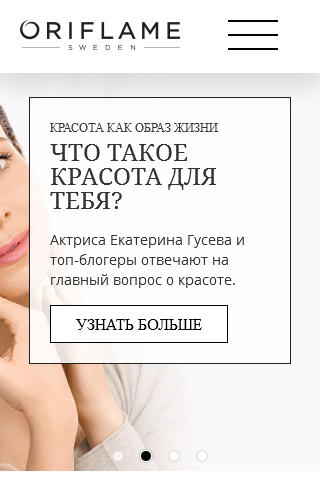 ORIFLAME
SWEDEN
КРАСОТА КАК ОБРАЗ ЖИЗНИ
ЧТО ТАКОЕ
КРАСОТА ДЛЯ
ТЕБЯ?
Актриса Екатерина Гусева и
топ-блогеры отвечают на
главный вопрос о красоте.
УЗНАТЬ БОЛЬШЕ